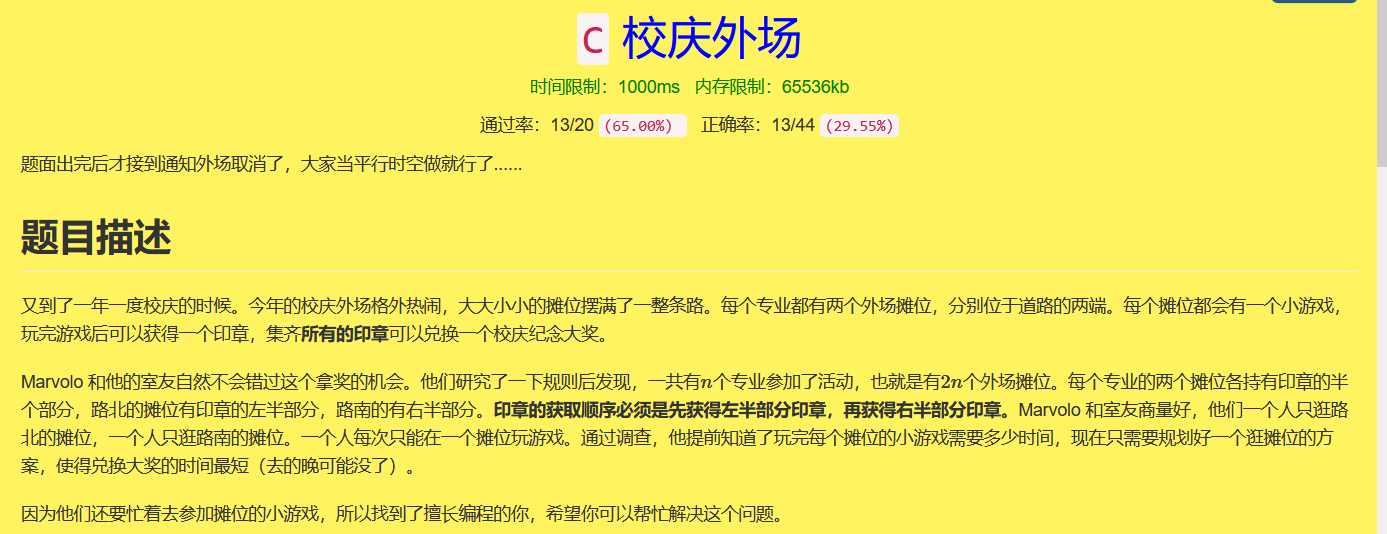 C 校庆外场
时间限制：1000ms 内存限制：65536kb
通过率：13/20 (65.00%) 正确率：13/44 (29.55%)
题面出完后才接到通知外场取消了，大家当平行时空做就行了……
题目描述
又到了一年一度校庆的时候。今年的校庆外场格外热闹，大大小小的摊位摆满了一整条路。每个专业都有两个外场摊位，分别位于道路的两端。每个摊位都会有一个小游戏，
玩完游戏后可以获得一个印章，集齐所有的印章可以兑换一个校庆纪念大奖。
Marvolo 和他的室友自然不会错过这个拿奖的机会。他们研究了一下规则后发现，一共有n个专业参加了活动，也就是有2n个外场摊位。每个专业的两个摊位各持有印章的半
个部分，路北的摊位有印章的左半部分，路南的有右半部分。印章的获取顺序必须是先获得左半部分印章，再获得右半部分印章。Marvolo 和室友商量好，他们一个人只逛路
北的摊位，一个人只逛路南的摊位。一个人每次只能在一个摊位玩游戏。通过调查，他提前知道了玩完每个摊位的小游戏需要多少时间，现在只需要规划好一个逛摊位的方
案，使得兑换大奖的时间最短（去的晚可能没了）。
因为他们还要忙着去参加摊位的小游戏，所以找到了擅长编程的你，希望你可以帮忙解决这个问题。